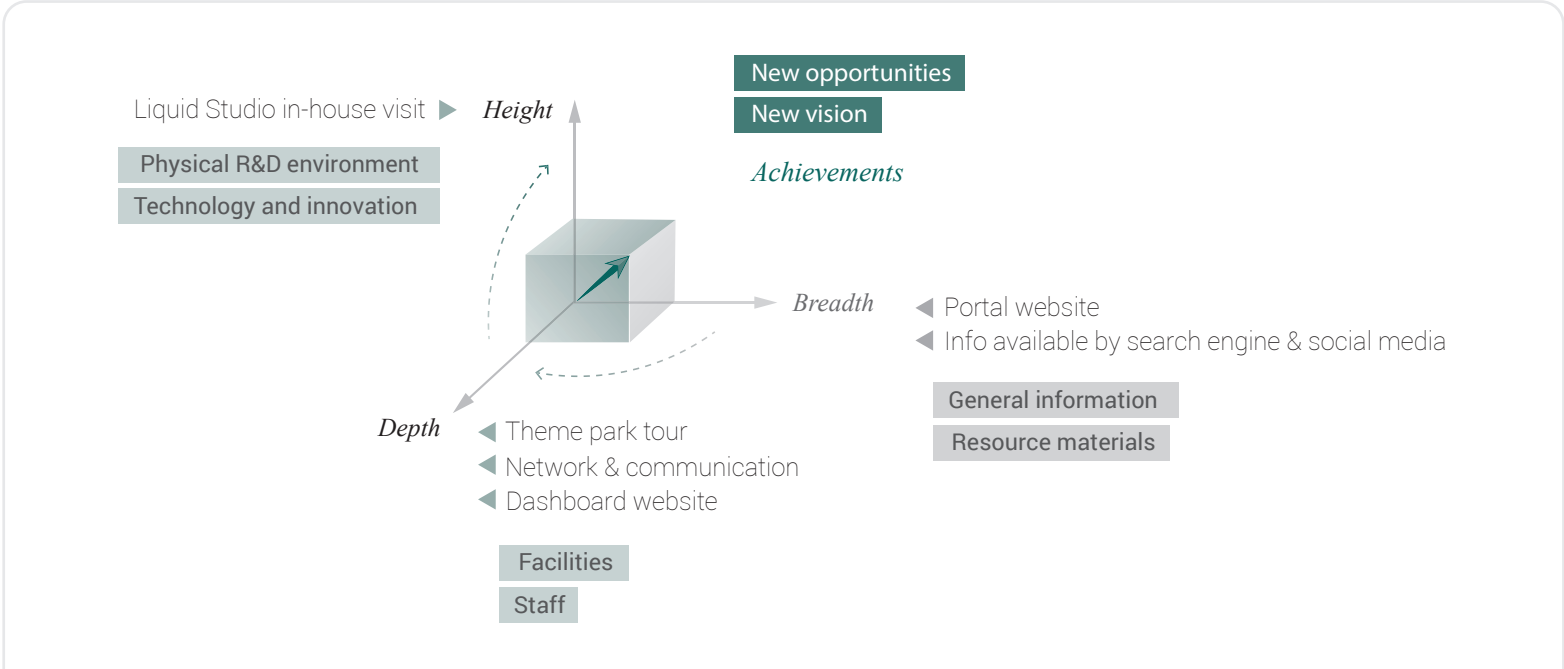 New opportunities
New vision
Achievements
Liquid Studio in-house visit
Height
Physical R&D environment
Technology and innovation
Breadth
Portal website
Info available by search engine & social media
General information
Resource materials
Depth
Theme park tour
Network & communication
Dashboard website
Facilities
Staff